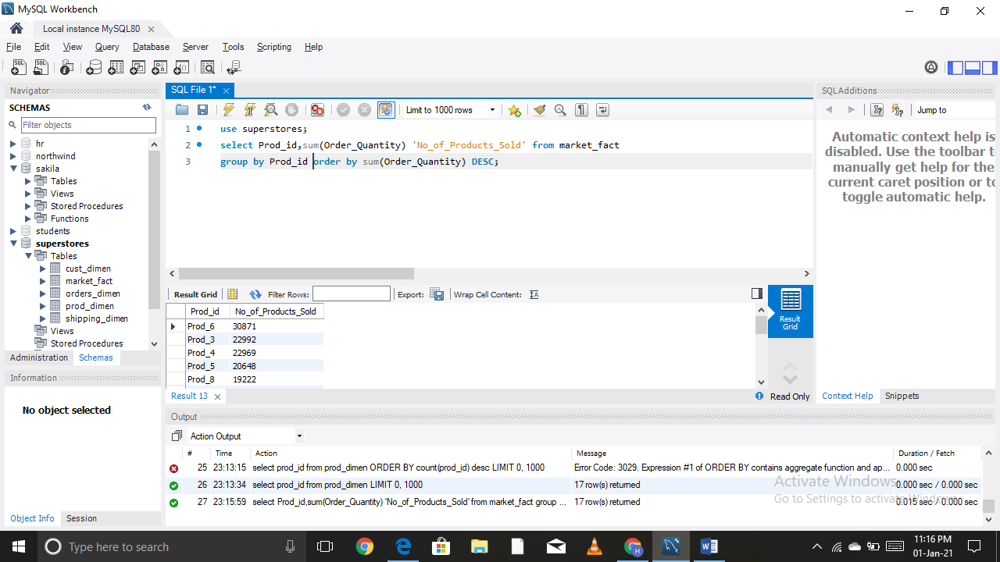 MySQL Workbench
Local instance MySQL80
File Edit View Query Database Server Tools Scripting Help
Navigator
SCHEMAS
Filter objects
hr
northwind
sakila
Tables
Views
Stored Procedures
Functions
students
superstores
Tables
cust_dimen
market_fact
orders_dimen
prod_dimen
shipping_dimen
Views
Stored Procedures
Administration Schemas
Information
No object selected
Object Info Session
SQL File 1*
Limit to 1000 rows
1 use superstores;
2 select Prod_id,sum(Order_Quantity) 'No_of_Products_Sold' from market_fact
3 group by Prod_id order by sum(Order_Quantity) DESC;
Result Grid Filter Rows: Export: Wrap Cell Content:
Prod_id No_of_Products_Sold
Prod_6 30871
Prod_3 22992
Prod_4 22969
Prod_5 20648
Prod_8 19222
Result Grid
Result 13 Read Only
SQLAdditions
Jump to
Automatic context help is
disabled. Use the toolbar t
manually get help for the
current caret position or to
toggle automatic help.
Context Help Snippets
Output
Action Output
# Time Action Message Duration / Fetch
25 23:13:15 select prod_id from prod_dimen ORDER BY count(prod_id) desc LIMIT 0, 1000 Error Code: 3029. Expression #1 of ORDER BY contains aggregate function and ap... 0.000 sec
26 23:13:34 select prod_id from prod_dimen LIMIT 0, 1000 17 row(s) returned 0.000 sec / 0.000 sec
27 23:15:59 select Prod_id,sum(Order_Quantity) 'No_of_Products_Sold' from market_fact group ... 17 row(s) returned 0.015 sec / 0.000 sec
Activate Windows
Go to Settings to activate Windows.
Type here to search
11:16 PM
01-Jan-21